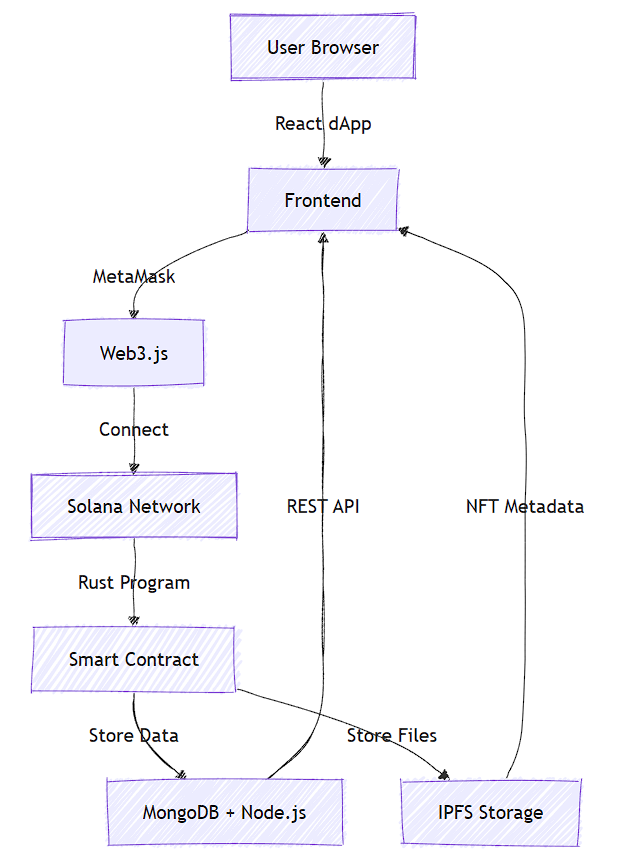 User Browser
React dApp
Frontend
MetaMask
Web3.js
Connect
Solana Network
REST API
NFT Metadata
Rust Program
Smart Contract
Store Data
Store Files
MongoDB + Node.js
IPFS Storage